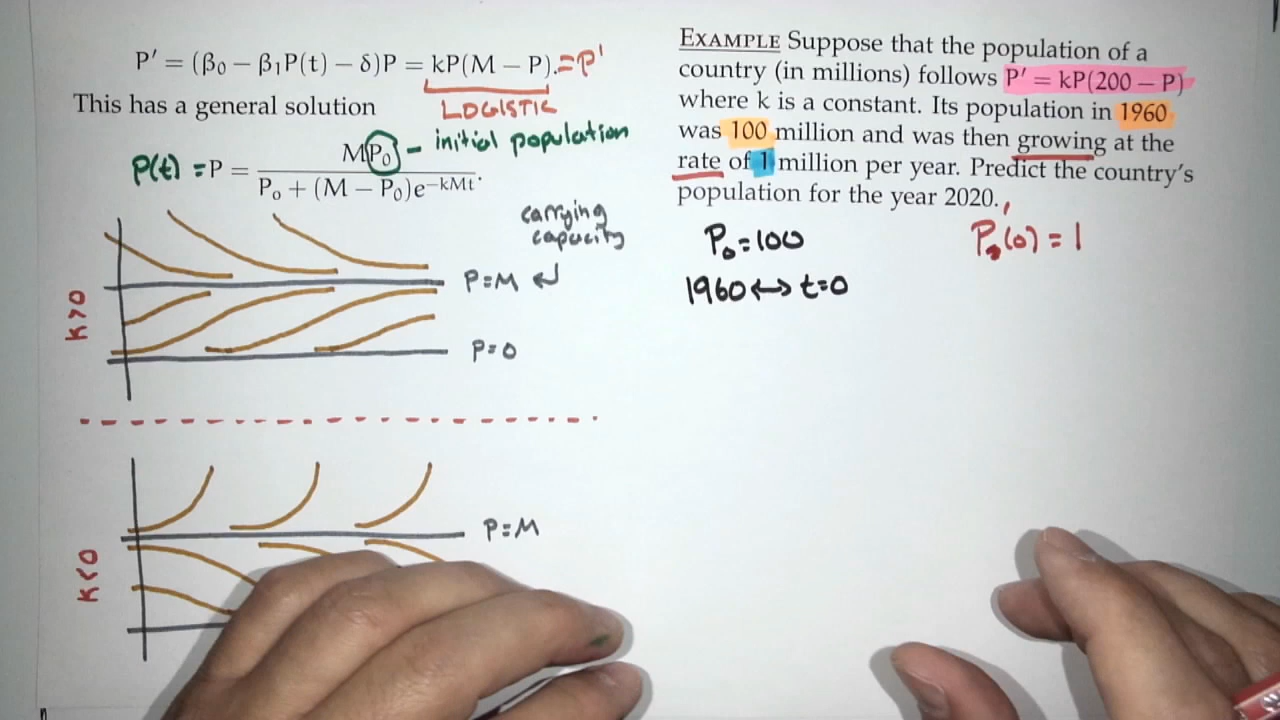 P′ = (β₀ − β₁P(t) − δ)P = kP(M − P). = P'
This has a general solution
LOGISTIC
P(t) = P = MP₀ / P₀ + (M − P₀)e^−kMt.
– initial population
carrying
capacity
P=M ↵
K>0
P=0
P=M
K<0
EXAMPLE Suppose that the population of a
country (in millions) follows P′ = kP(200 − P)
where k is a constant. Its population in 1960
was 100 million and was then growing at the
rate of 1 million per year. Predict the country's
population for the year 2020.
P₀=100
P₀'(0) = 1
1960 ↔ t=0